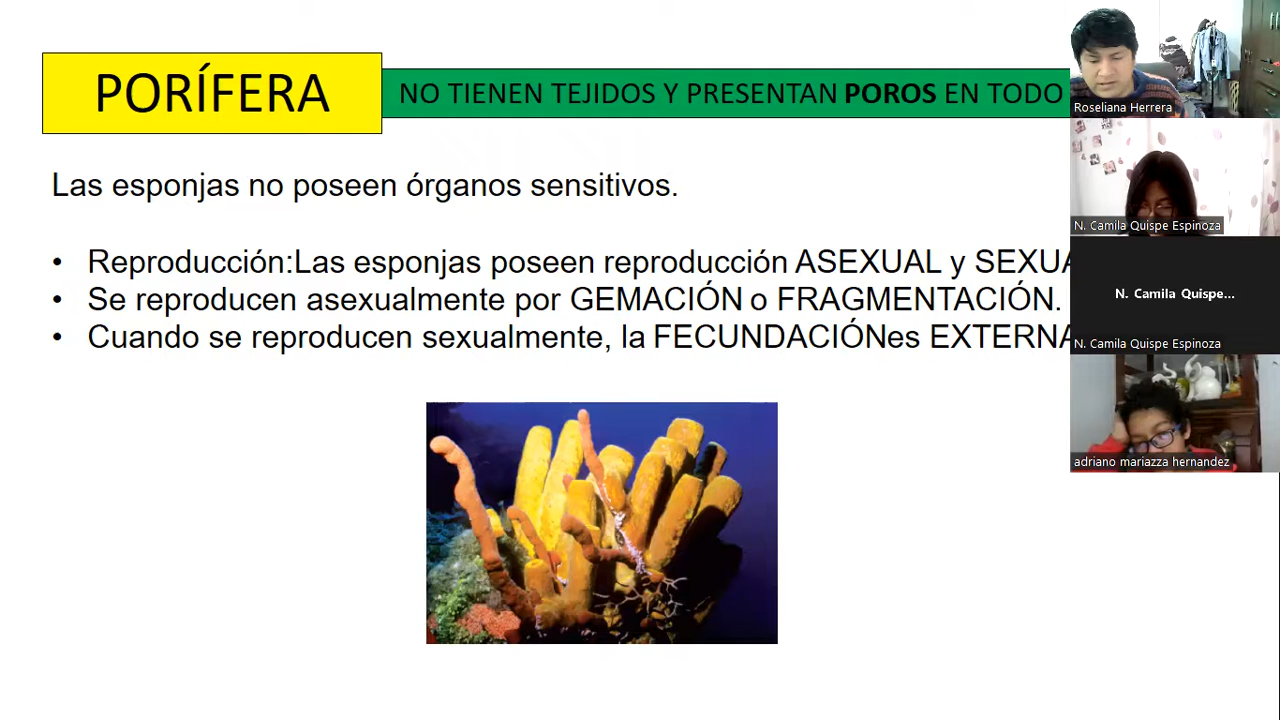 PORÍFERA
NO TIENEN TEJIDOS Y PRESENTAN POROS EN TODO
Las esponjas no poseen órganos sensitivos.
• Reproducción:Las esponjas poseen reproducción ASEXUAL y SEXUA
• Se reproducen asexualmente por GEMACIÓN o FRAGMENTACIÓN.
• Cuando se reproducen sexualmente, la FECUNDACIÓNes EXTERNA
Roseliana Herrera
N. Camila Quispe Espinoza
N. Camila Quispe...
N. Camila Quispe Espinoza
adriano mariazza hernandez